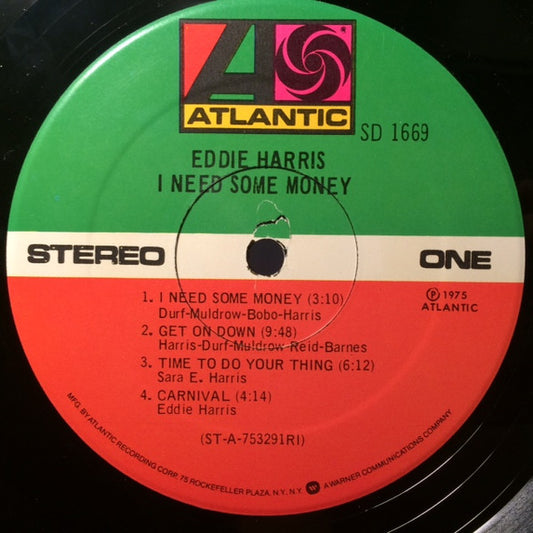 ATLANTIC
SD 1669
EDDIE HARRIS
I NEED SOME MONEY
STEREO ONE
1. I NEED SOME MONEY (3:10)
Durf-Muldrow-Bobo-Harris
2. GET ON DOWN (9:48)
Harris-Durf-Muldrow-Reid-Barnes
3. TIME TO DO YOUR THING (6:12)
Sara E. Harris
4. CARNIVAL (4:14)
Eddie Harris
℗ 1975
ATLANTIC
(ST-A-753291RI)
MFG. BY ATLANTIC RECORDING CORP. 75 ROCKEFELLER PLAZA, N.Y. N.Y. A WARNER COMMUNICATIONS COMPANY